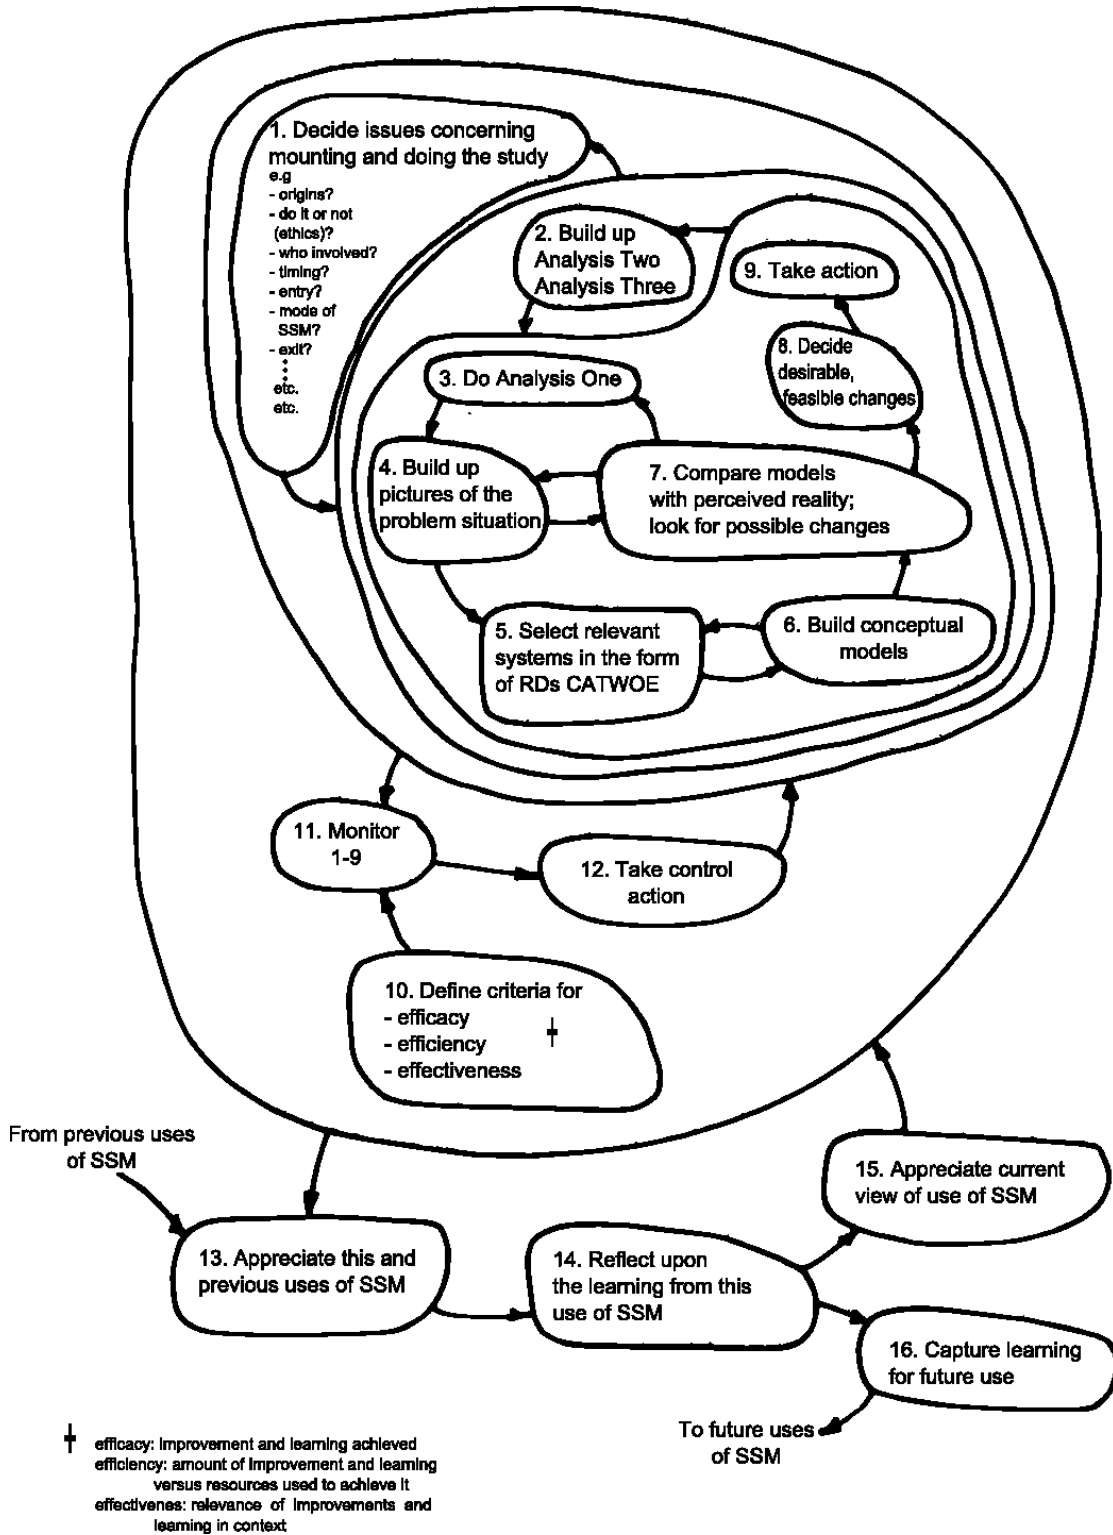 1. Decide issues concerning
mounting and doing the study
e.g
- origins?
- do it or not
(ethics)?
- who involved?
- timing?
- entry?
- mode of
SSM?
- exit?
etc.
etc.
2. Build up
Analysis Two
Analysis Three
9. Take action
8. Decide
desirable,
feasible changes
3. Do Analysis One
4. Build up
pictures of the
problem situation
7. Compare models
with perceived reality;
look for possible changes
5. Select relevant
systems in the form
of RDs CATWOE
6. Build conceptual
models
11. Monitor
1-9
12. Take control
action
10. Define criteria for
- efficacy
- efficiency
- effectiveness
From previous uses
of SSM
13. Appreciate this and
previous uses of SSM
14. Reflect upon
the learning from this
use of SSM
15. Appreciate current
view of use of SSM
16. Capture learning
for future use
To future uses
of SSM
efficacy: Improvement and learning achieved
efficiency: amount of Improvement and learning
versus resources used to achieve it
effectivenes: relevance of Improvements and
learning in context